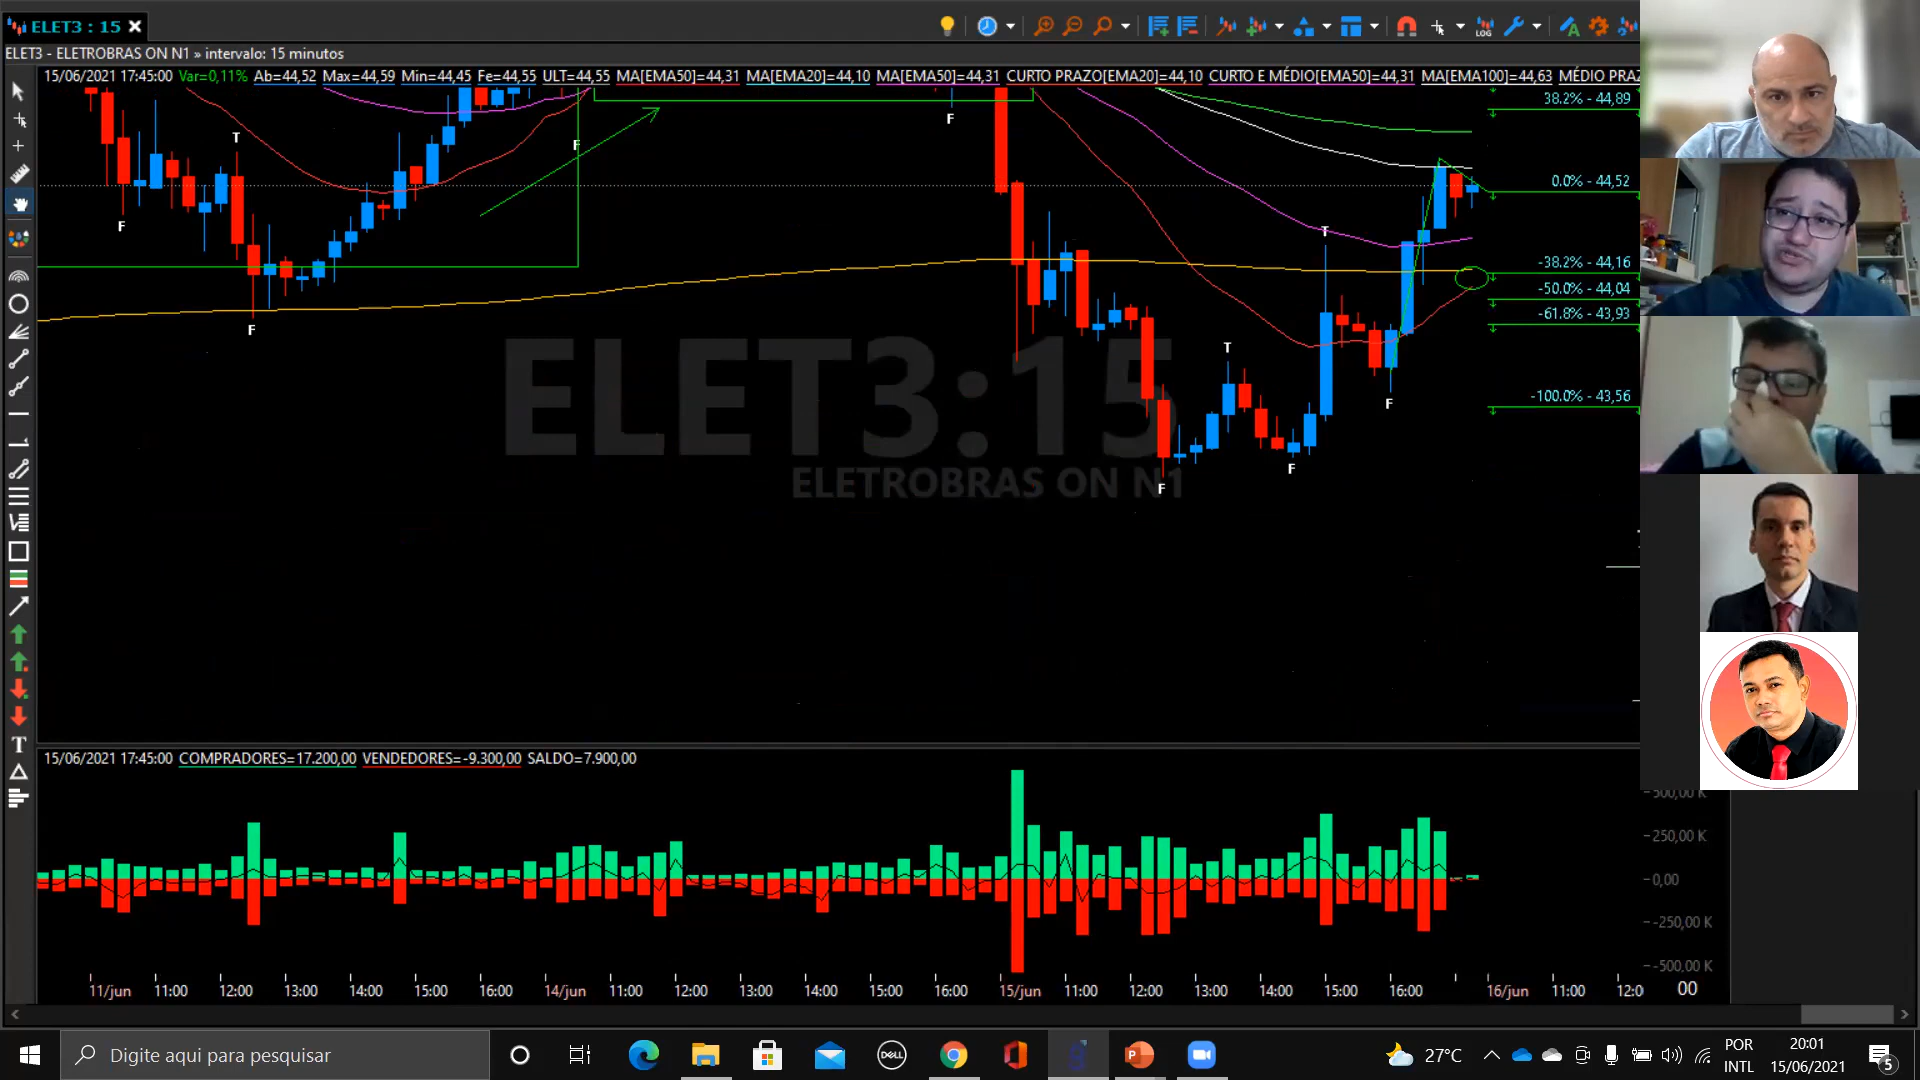 ELET3 : 15
ELET3 - ELETROBRAS ON N1 » intervalo: 15 minutos
15/06/2021 17:45:00 Var=0,11% Ab=44,52 Max=44,59 Min=44,45 Fe=44,55 ULT=44,55 MA[EMA50]=44,31 MA[EMA20]=44,10 MA[EMA50]=44,31 CURTO PRAZO[EMA20]=44,10 CURTO E MÉDIO[EMA50]=44,31 MA[EMA100]=44,63 MÉDIO PRAZ
LOG
38.2% - 44,89
0.0% - 44,52
-38.2% - 44,16
-50.0% - 44,04
-61.8% - 43,93
-100.0% - 43,56
F
T
F
F
F
F
T
F
T
F
F
ELET3:15
ELETROBRAS ON N1
15/06/2021 17:45:00 COMPRADORES=17.200,00 VENDEDORES=-9.300,00 SALDO=7.900,00
500,00 K
250,00 K
0,00
-250,00 K
-500,00 K
11/jun 11:00 12:00 13:00 14:00 15:00 16:00 14/jun 11:00 12:00 13:00 14:00 15:00 16:00 15/jun 11:00 12:00 13:00 14:00 15:00 16:00 16/jun 11:00 12:0 00
Digite aqui para pesquisar
DELL
27°C
POR
INTL
20:01
15/06/2021
5